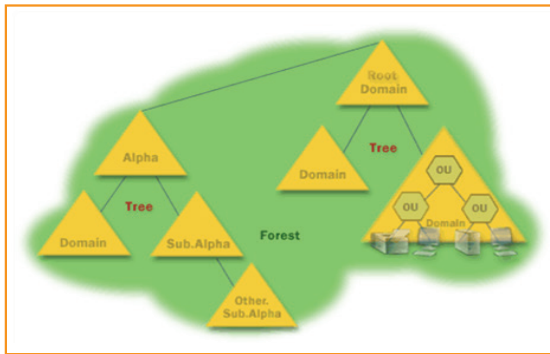 Root
Domain
Alpha
Tree
Domain
OU
Tree
OU
OU
Domain
Domain
Sub.Alpha
Forest
Other.
Sub.Alpha